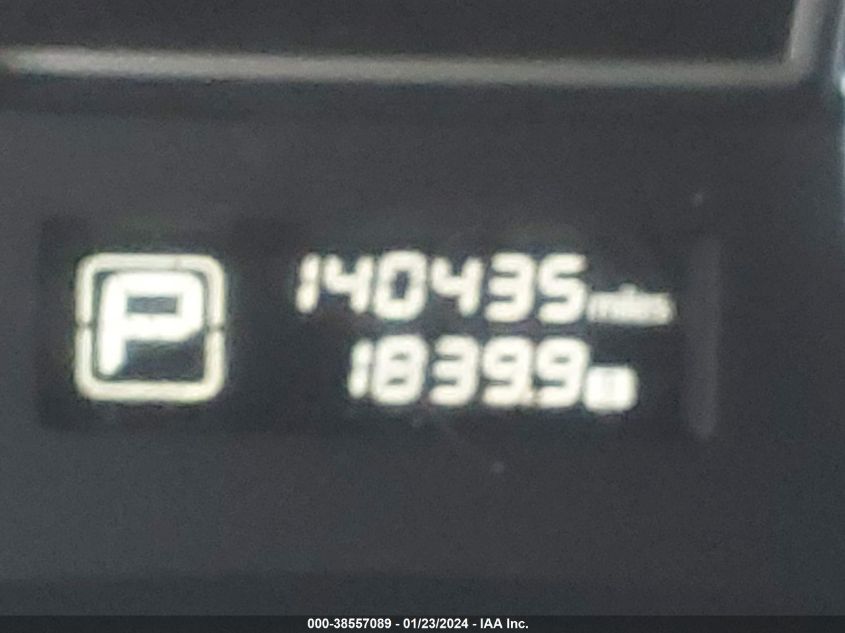 P
140435 miles
1839.9
000-38557089 - 01/23/2024 - IAA Inc.